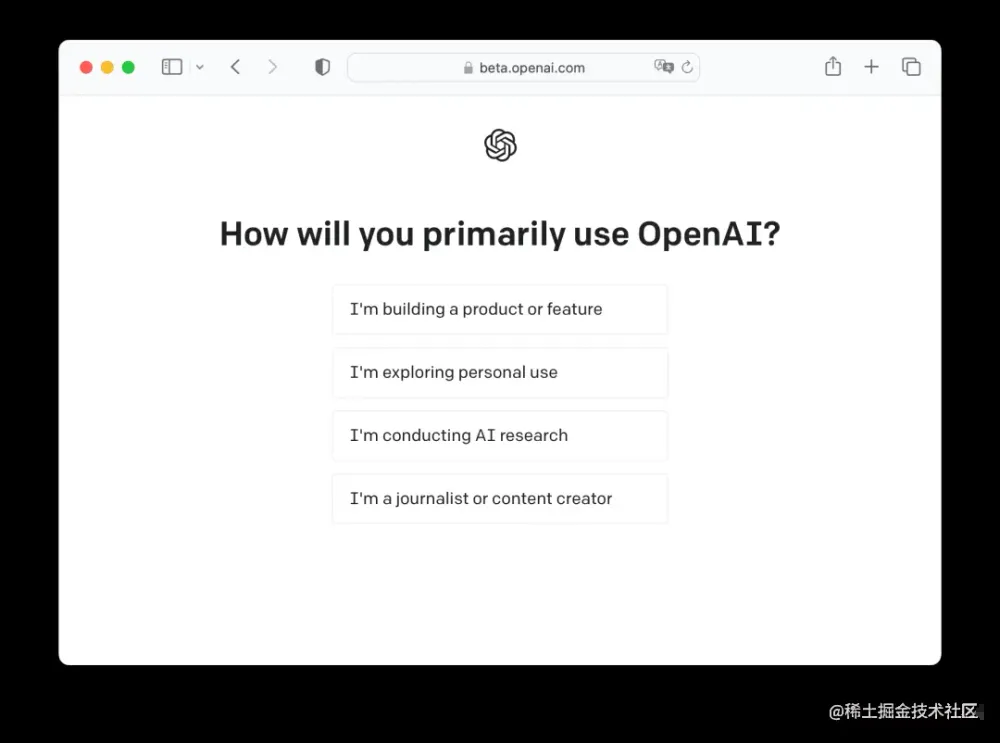 beta.openai.com
How will you primarily use OpenAI?
I'm building a product or feature
I'm exploring personal use
I'm conducting AI research
I'm a journalist or content creator
@稀土掘金技术社区